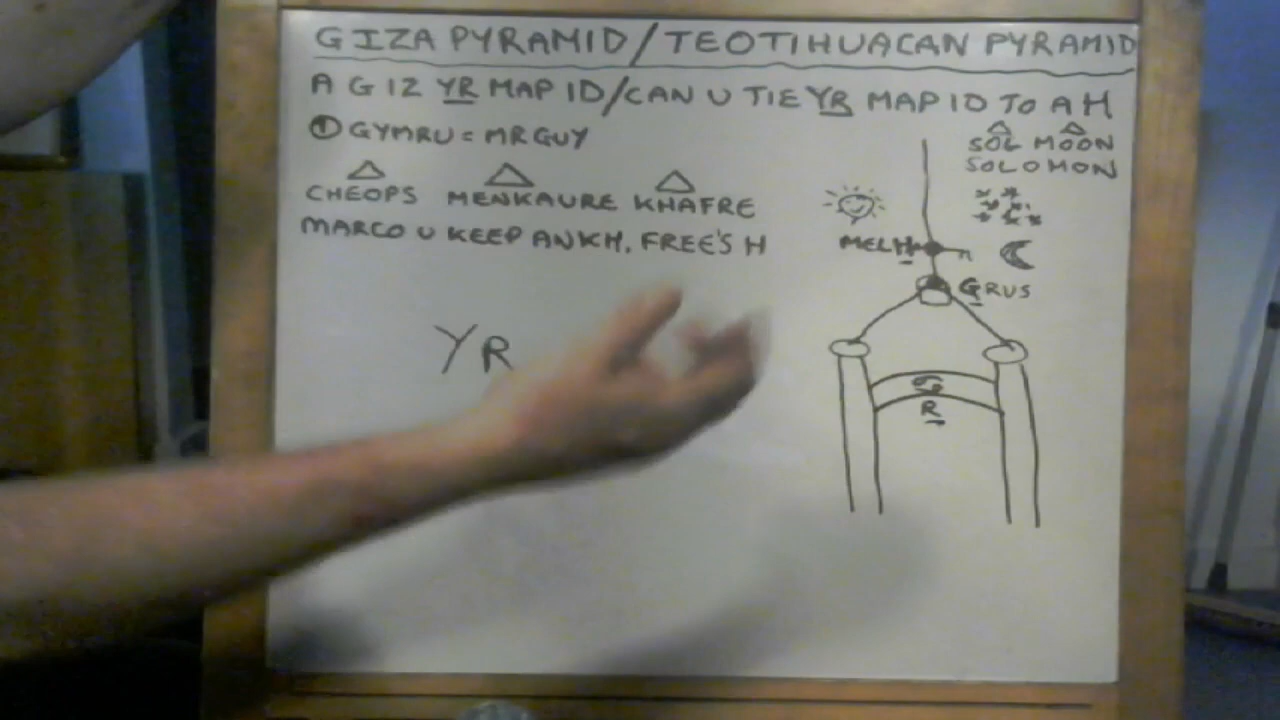 GIZA PYRAMID/TEOTIHUACAN PYRAMID
A GIZ YR MAP ID/CAN U TIE YR MAP ID TO A H
① GYMRU = MR GUY
SOL MOON
SOLOMON
CHEOPS MENKAURE KHAFRE
MARCO U KEEP ANKH. FREE'S H
MELH
GRUS
YR
R